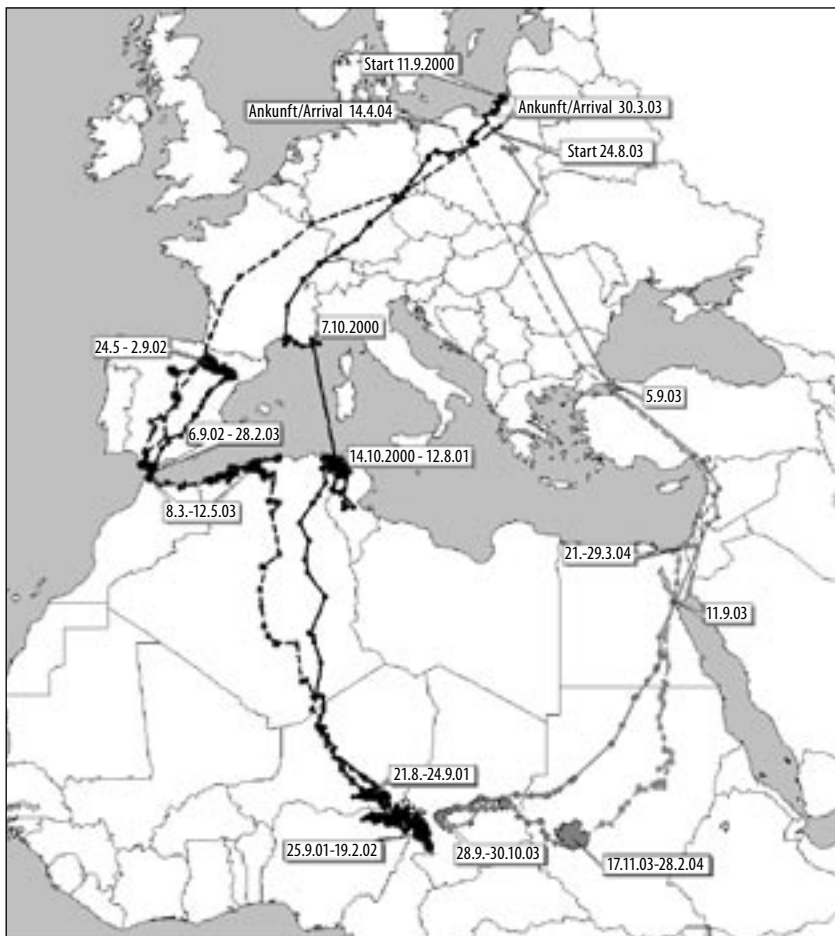 Start 11.9.2000
Ankunft/Arrival 14.4.04
Ankunft/Arrival 30.3.03
Start 24.8.03
7.10.2000
24.5 - 2.9.02
5.9.03
6.9.02 - 28.2.03
14.10.2000 - 12.8.01
8.3.-12.5.03
21.-29.3.04
11.9.03
21.8.-24.9.01
25.9.01-19.2.02
28.9.-30.10.03
17.11.03-28.2.04